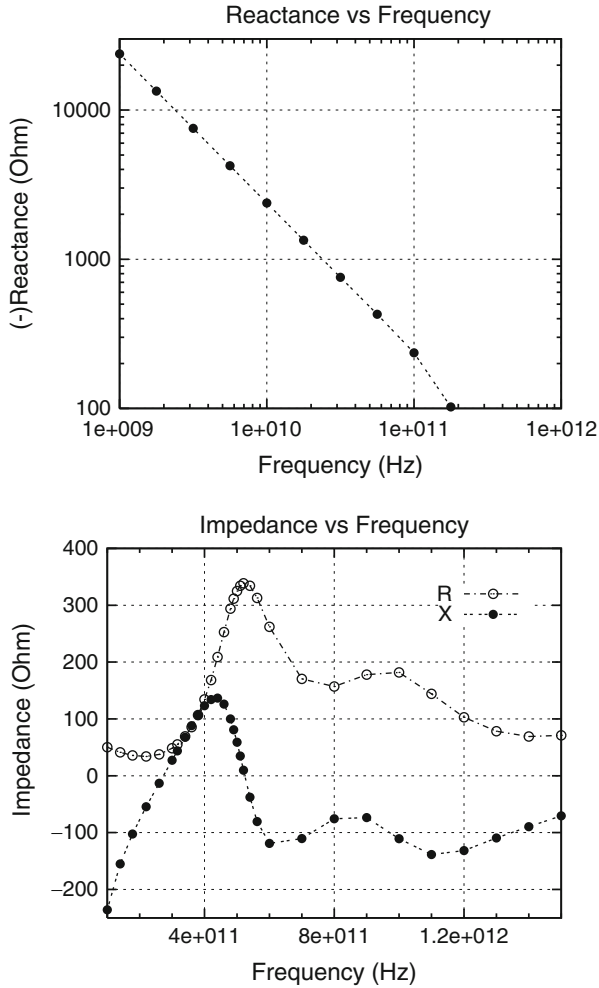 Reactance vs Frequency
(-)Reactance (Ohm)
10000
1000
100
1e+009 1e+010 1e+011 1e+012
Frequency (Hz)
Impedance vs Frequency
Impedance (Ohm)
400
300
200
100
0
−100
−200
R
X
4e+011 8e+011 1.2e+012
Frequency (Hz)